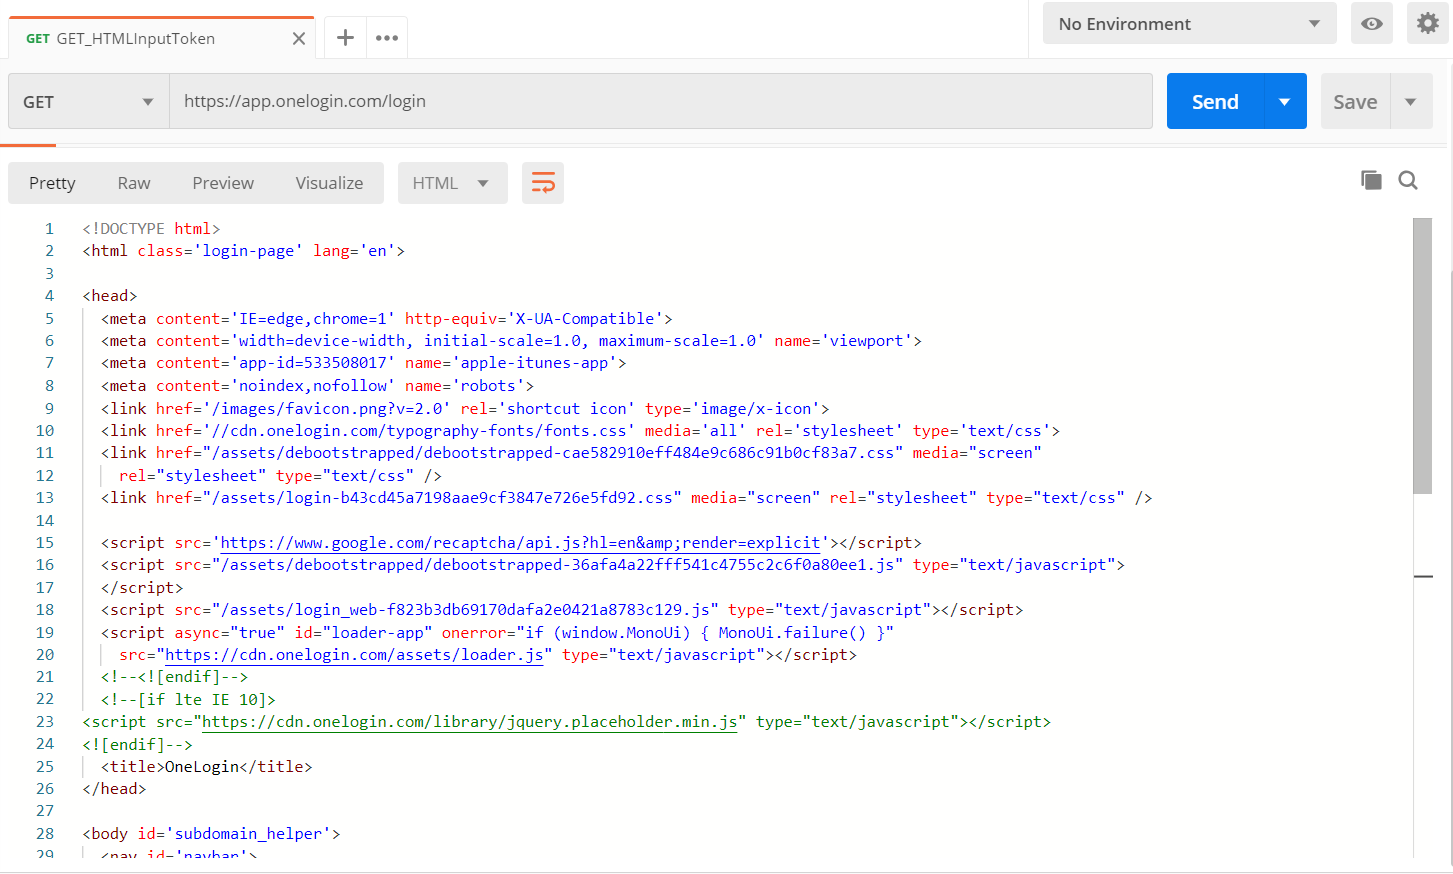 GET GET_HTMLInputToken
No Environment
GET https://app.onelogin.com/login Send Save
Pretty Raw Preview Visualize HTML
1 <!DOCTYPE html>
2 <html class='login-page' lang='en'>
3
4 <head>
5 <meta content='IE=edge,chrome=1' http-equiv='X-UA-Compatible'>
6 <meta content='width=device-width, initial-scale=1.0, maximum-scale=1.0' name='viewport'>
7 <meta content='app-id=533508017' name='apple-itunes-app'>
8 <meta content='noindex,nofollow' name='robots'>
9 <link href='/images/favicon.png?v=2.0' rel='shortcut icon' type='image/x-icon'>
10 <link href='//cdn.onelogin.com/typography-fonts/fonts.css' media='all' rel='stylesheet' type='text/css'>
11 <link href="/assets/debootstrapped/debootstrapped-cae582910eff484e9c686c91b0cf83a7.css" media="screen"
12 rel="stylesheet" type="text/css" />
13 <link href="/assets/login-b43cd45a7198aae9cf3847e726e5fd92.css" media="screen" rel="stylesheet" type="text/css" />
14
15 <script src='https://www.google.com/recaptcha/api.js?hl=en&amp;render=explicit'></script>
16 <script src="/assets/debootstrapped/debootstrapped-36afa4a22fff541c4755c2c6f0a80ee1.js" type="text/javascript">
17 </script>
18 <script src="/assets/login_web-f823b3db69170dafa2e0421a8783c129.js" type="text/javascript"></script>
19 <script async="true" id="loader-app" onerror="if (window.MonoUi) { MonoUi.failure() }"
20 src="https://cdn.onelogin.com/assets/loader.js" type="text/javascript"></script>
21 <!--<![endif]-->
22 <!--[if lte IE 10]>
23 <script src="https://cdn.onelogin.com/library/jquery.placeholder.min.js" type="text/javascript"></script>
24 <![endif]-->
25 <title>OneLogin</title>
26 </head>
27
28 <body id='subdomain_helper'>
29 <nav id='navbar'>